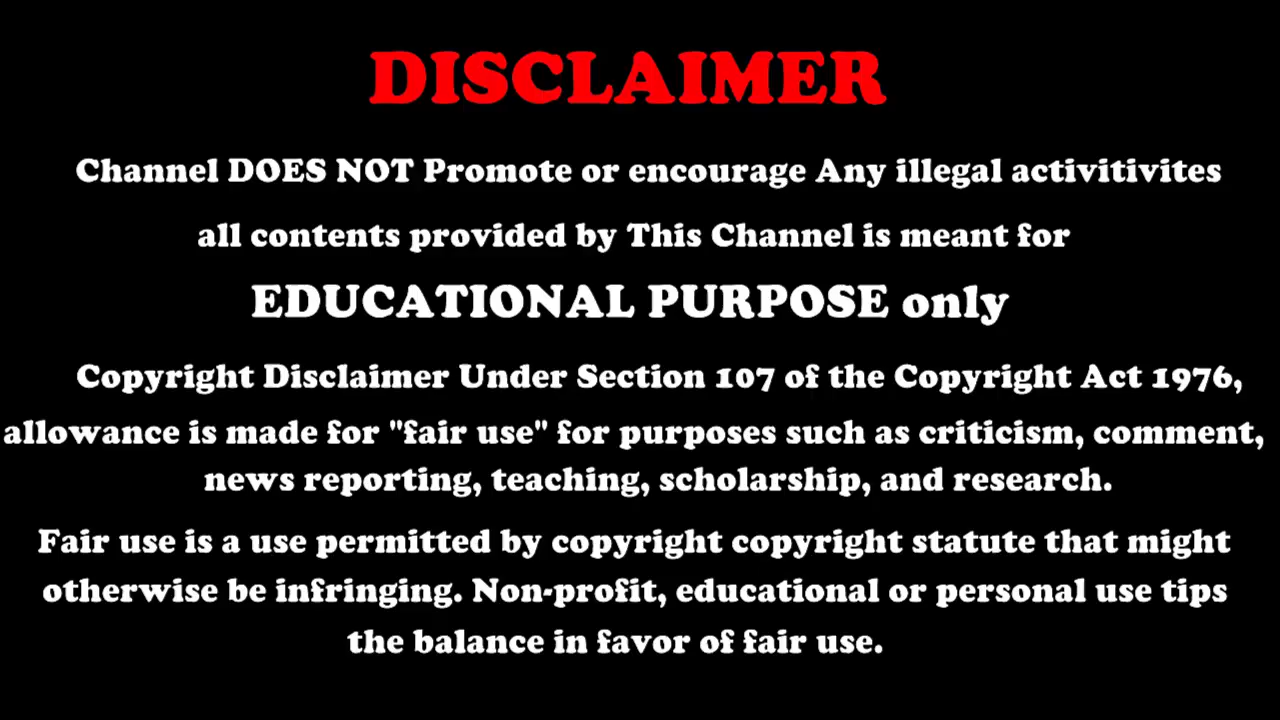 DISCLAIMER
Channel DOES NOT Promote or encourage Any illegal activitivites
all contents provided by This Channel is meant for
EDUCATIONAL PURPOSE only
Copyright Disclaimer Under Section 107 of the Copyright Act 1976,
allowance is made for "fair use" for purposes such as criticism, comment,
news reporting, teaching, scholarship, and research.
Fair use is a use permitted by copyright copyright statute that might
otherwise be infringing. Non-profit, educational or personal use tips
the balance in favor of fair use.